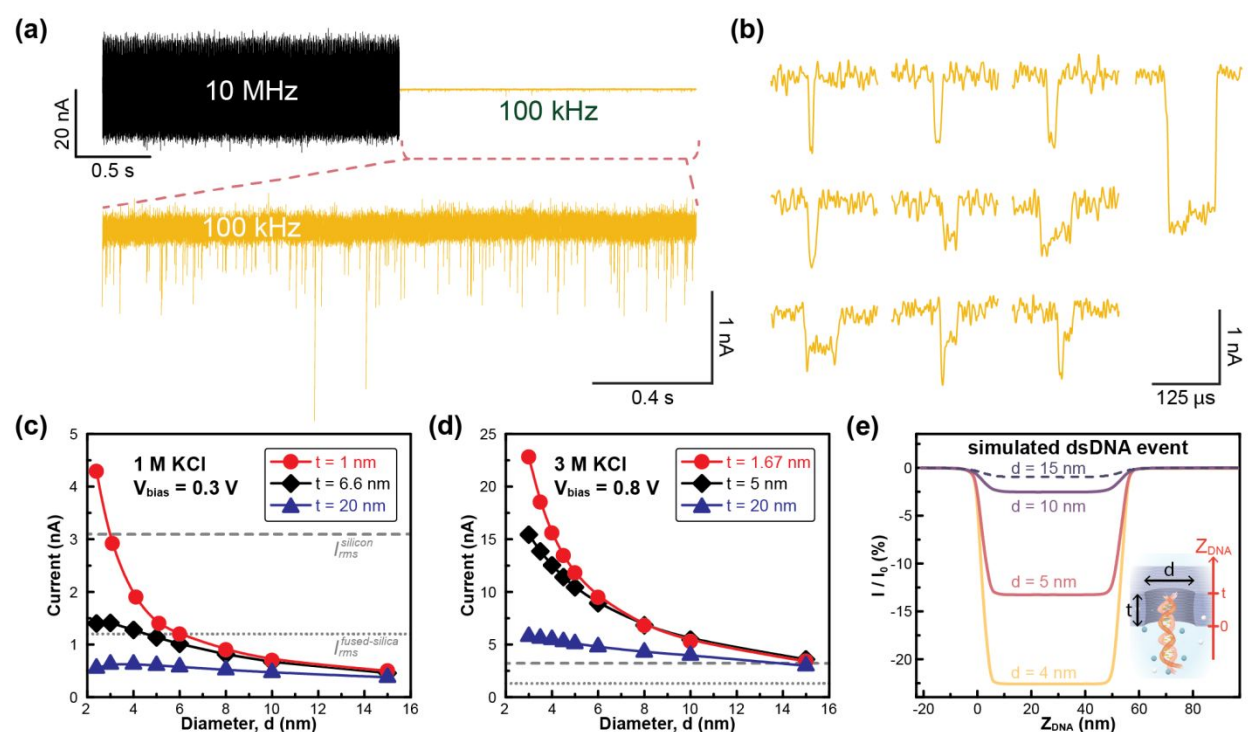 (a)
10 MHz
100 kHz
20 nA
0.5 s
100 kHz
1 nA
0.4 s
(b)
1 nA
125 µs
(c)
5
4
3
2
1
0
Current (nA)
1 M KCl
V_bias = 0.3 V
t = 1 nm
t = 6.6 nm
t = 20 nm
I_rms^silicon
I_rms^fused-silica
2 4 6 8 10 12 14 16
Diameter, d (nm)
(d)
25
20
15
10
5
0
Current (nA)
3 M KCl
V_bias = 0.8 V
t = 1.67 nm
t = 5 nm
t = 20 nm
2 4 6 8 10 12 14 16
Diameter, d (nm)
(e)
simulated dsDNA event
0
-5
-10
-15
-20
I / I_0 (%)
d = 15 nm
d = 10 nm
d = 5 nm
d = 4 nm
Z_DNA
d
t
t
0
-20 0 20 40 60 80
Z_DNA (nm)